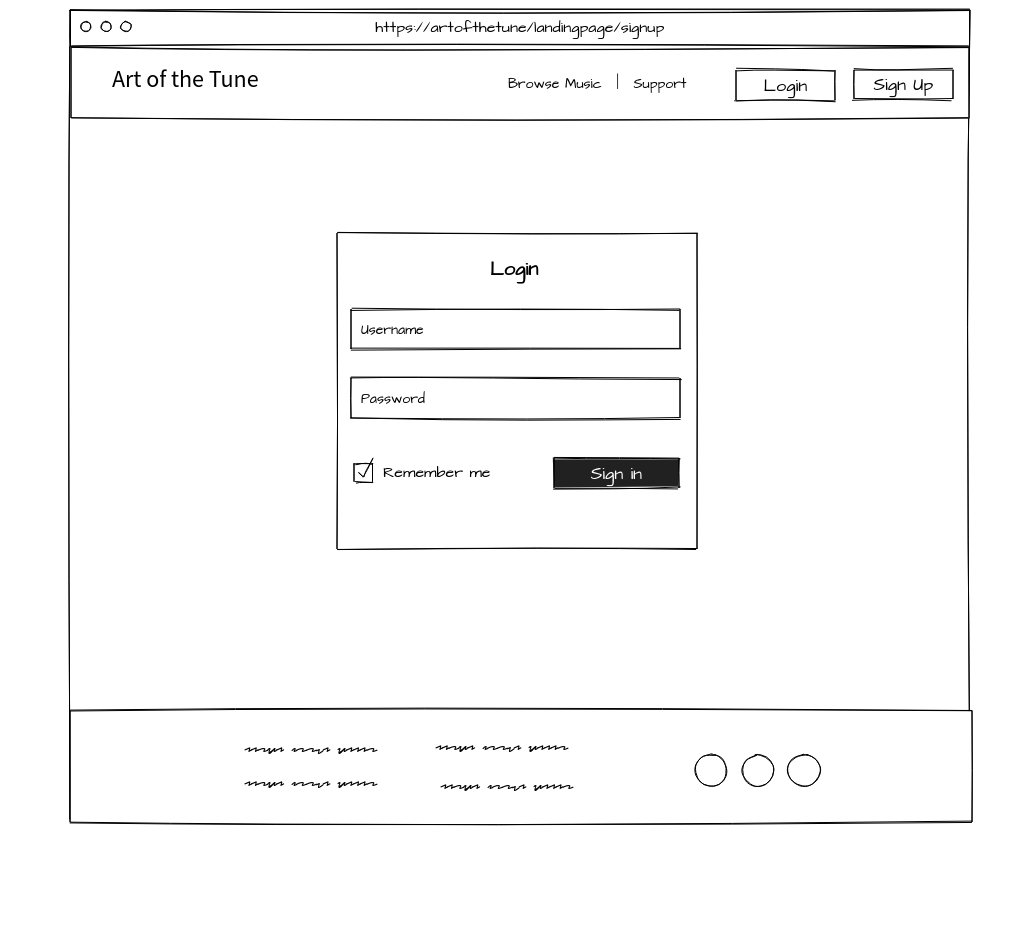 https://artofthetune/landingpage/signup
Art of the Tune
Browse Music | Support
Login
Sign Up
Login
Username
Password
Remember me
Sign in